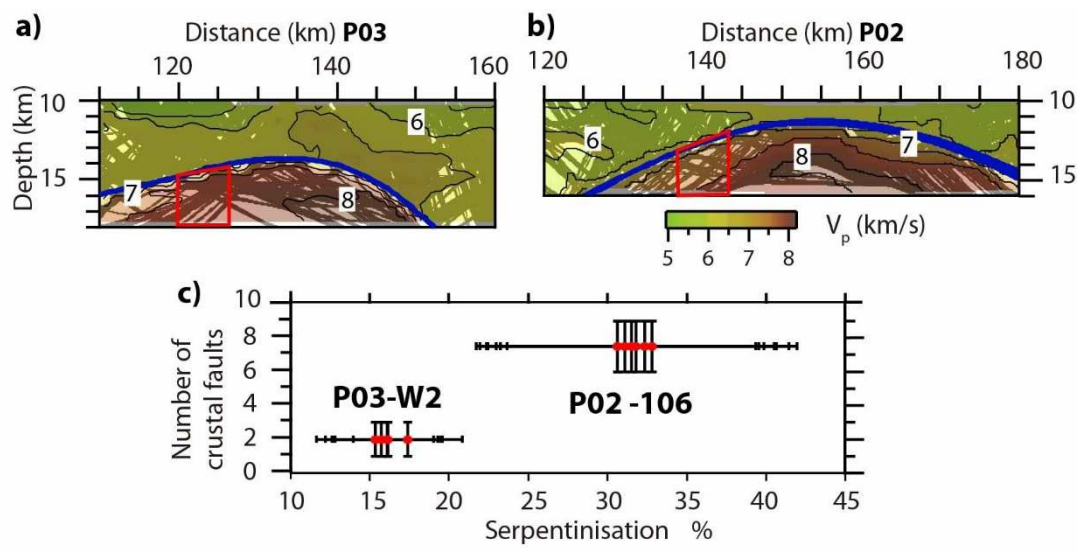 a)
Distance (km) P03
120 140 160
Depth (km)
10
15
6
7
8
b)
Distance (km) P02
120 140 160 180
10
15
6
7
8
5 6 7 8
Vp (km/s)
c)
Number of
crustal faults
10
8
6
4
2
0
P03-W2
P02 -106
10 15 20 25 30 35 40 45
Serpentinisation %